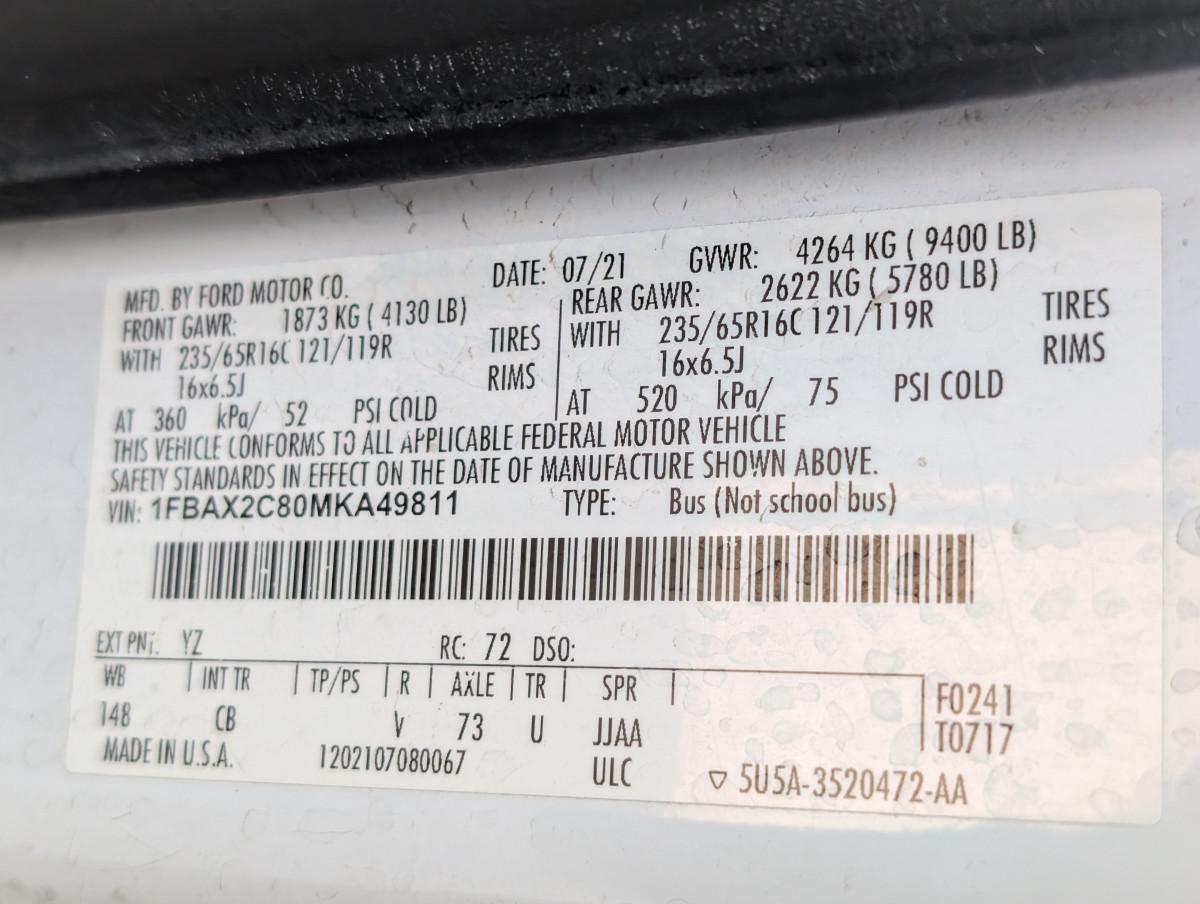 MFD. BY FORD MOTOR CO. DATE: 07/21 GVWR: 4264 KG ( 9400 LB)
FRONT GAWR: 1873 KG ( 4130 LB) REAR GAWR: 2622 KG ( 5780 LB)
WITH 235/65R16C 121/119R TIRES WITH 235/65R16C 121/119R TIRES
16x6.5J RIMS 16x6.5J RIMS
AT 360 kPa/ 52 PSI COLD AT 520 kPa/ 75 PSI COLD
THIS VEHICLE CONFORMS TO ALL APPLICABLE FEDERAL MOTOR VEHICLE
SAFETY STANDARDS IN EFFECT ON THE DATE OF MANUFACTURE SHOWN ABOVE.
VIN: 1FBAX2C80MKA49811 TYPE: Bus (Not school bus)
EXT PNT: YZ RC: 72 DSO:
WB INT TR TP/PS R AXLE TR SPR F0241
148 CB V 73 U JJAA T0717
MADE IN U.S.A. 1202107080067 ULC ▽ 5U5A-3520472-AA